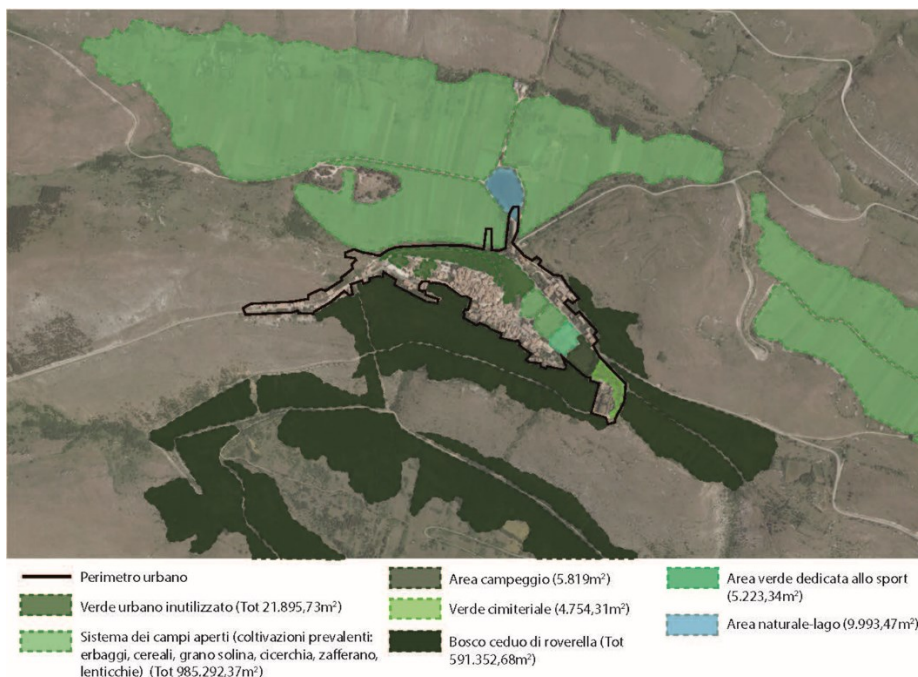 Perimetro urbano
Verde urbano inutilizzato (Tot 21.895,73m²)
Sistema dei campi aperti (coltivazioni prevalenti:
erbaggi, cereali, grano solina, cicerchia, zafferano,
lenticchie) (Tot 985.292,37m²)
Area campeggio (5.819m²)
Verde cimiteriale (4.754,31m²)
Bosco ceduo di roverella (Tot
591.352,68m²)
Area verde dedicata allo sport
(5.223,34m²)
Area naturale-lago (9.993,47m²)